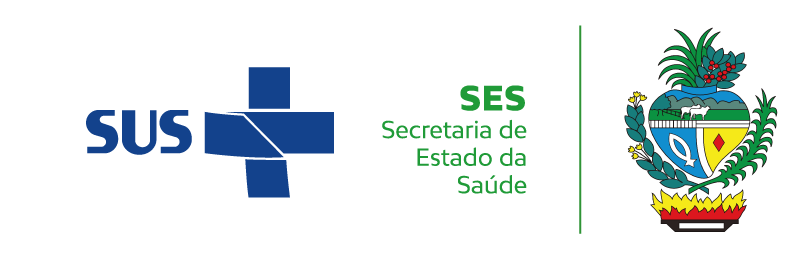 SUS
SES
Secretaria de
Estado da
Saúde